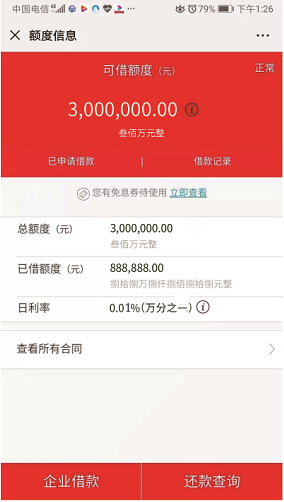 中国电信 79% 下午1:26
额度信息
可借额度（元） 正常
3,000,000.00
叁佰万元整
已申请借款 | 借款记录
您有免息券待使用 立即查看
总额度（元） 3,000,000.00
叁佰万元整
已借额度（元） 888,888.00
捌拾捌万捌仟捌佰捌拾捌元整
日利率 0.01%(万分之一)
查看所有合同
企业借款 还款查询